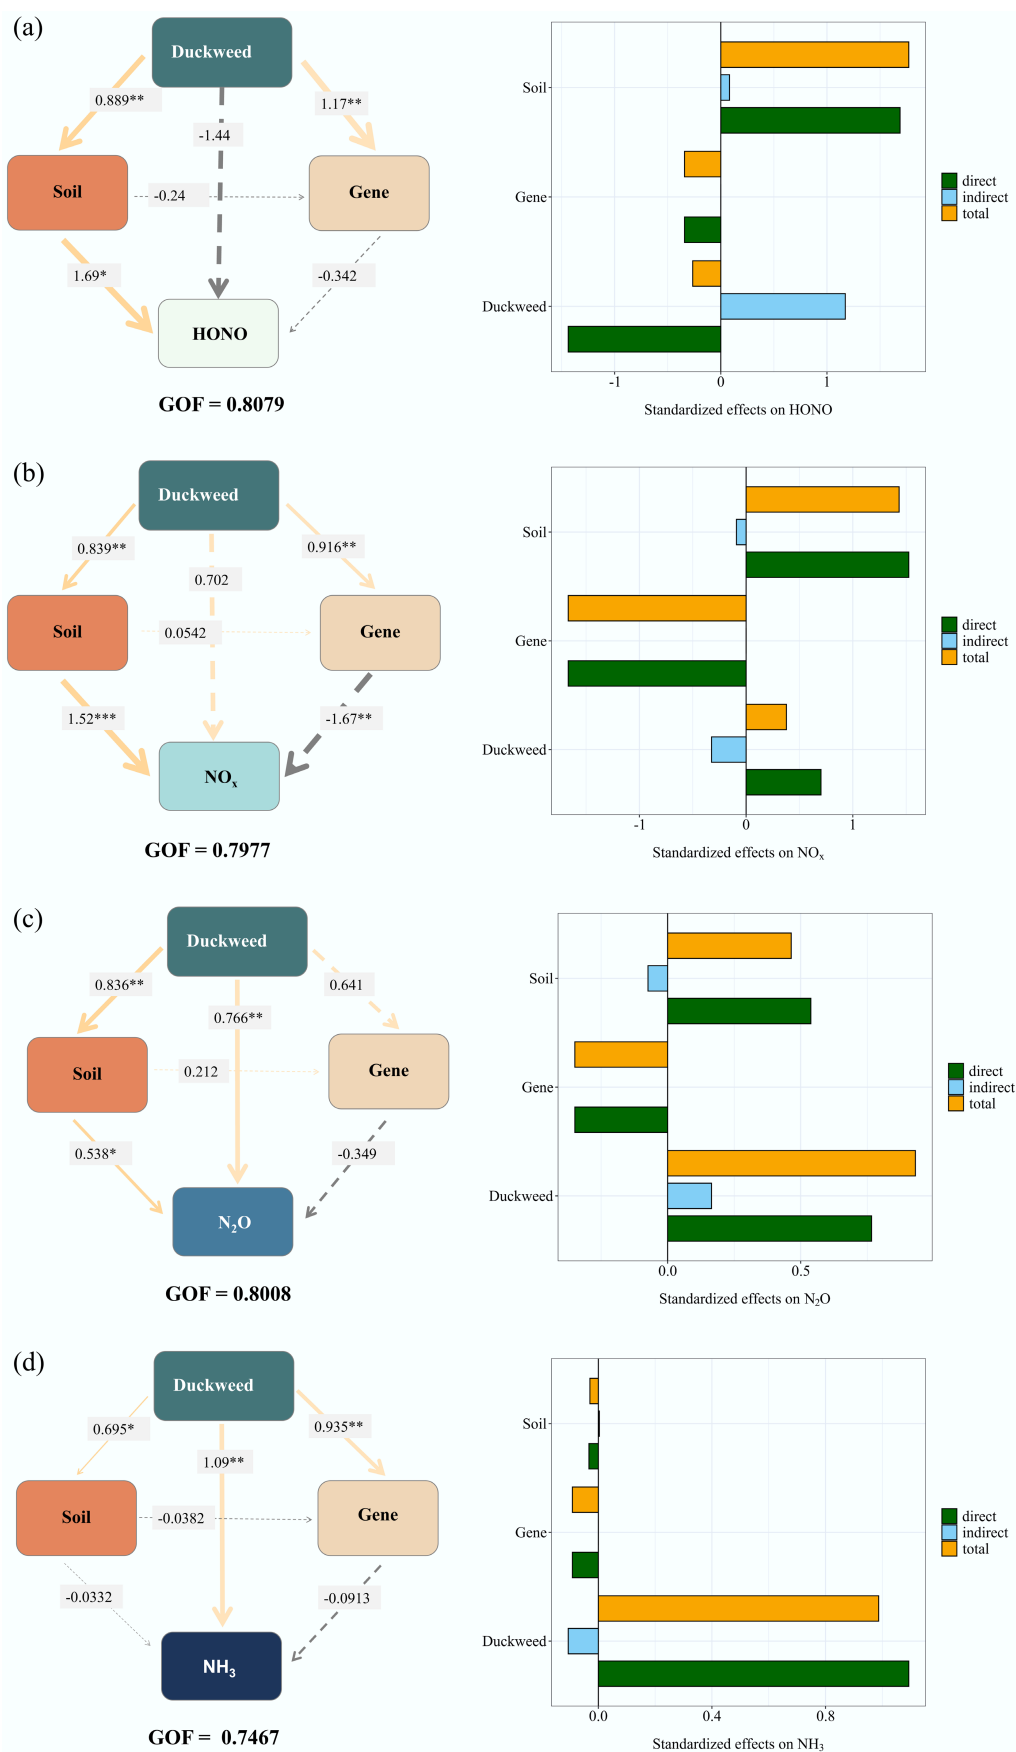 (a)
Duckweed
0.889**
1.17**
-1.44
Soil
-0.24
Gene
1.69*
-0.342
HONO
GOF = 0.8079
Soil
Gene
Duckweed
-1
0
1
Standardized effects on HONO
direct
indirect
total
(b)
Duckweed
0.839**
0.916**
0.702
Soil
0.0542
Gene
1.52***
-1.67**
NOx
GOF = 0.7977
Soil
Gene
Duckweed
-1
0
1
Standardized effects on NOx
direct
indirect
total
(c)
Duckweed
0.836**
0.641
0.766**
Soil
0.212
Gene
0.538*
-0.349
N2O
GOF = 0.8008
Soil
Gene
Duckweed
0.0
0.5
Standardized effects on N2O
direct
indirect
total
(d)
Duckweed
0.695*
0.935**
1.09**
Soil
-0.0382
Gene
-0.0332
-0.0913
NH3
GOF = 0.7467
Soil
Gene
Duckweed
0.0
0.4
0.8
Standardized effects on NH3
direct
indirect
total